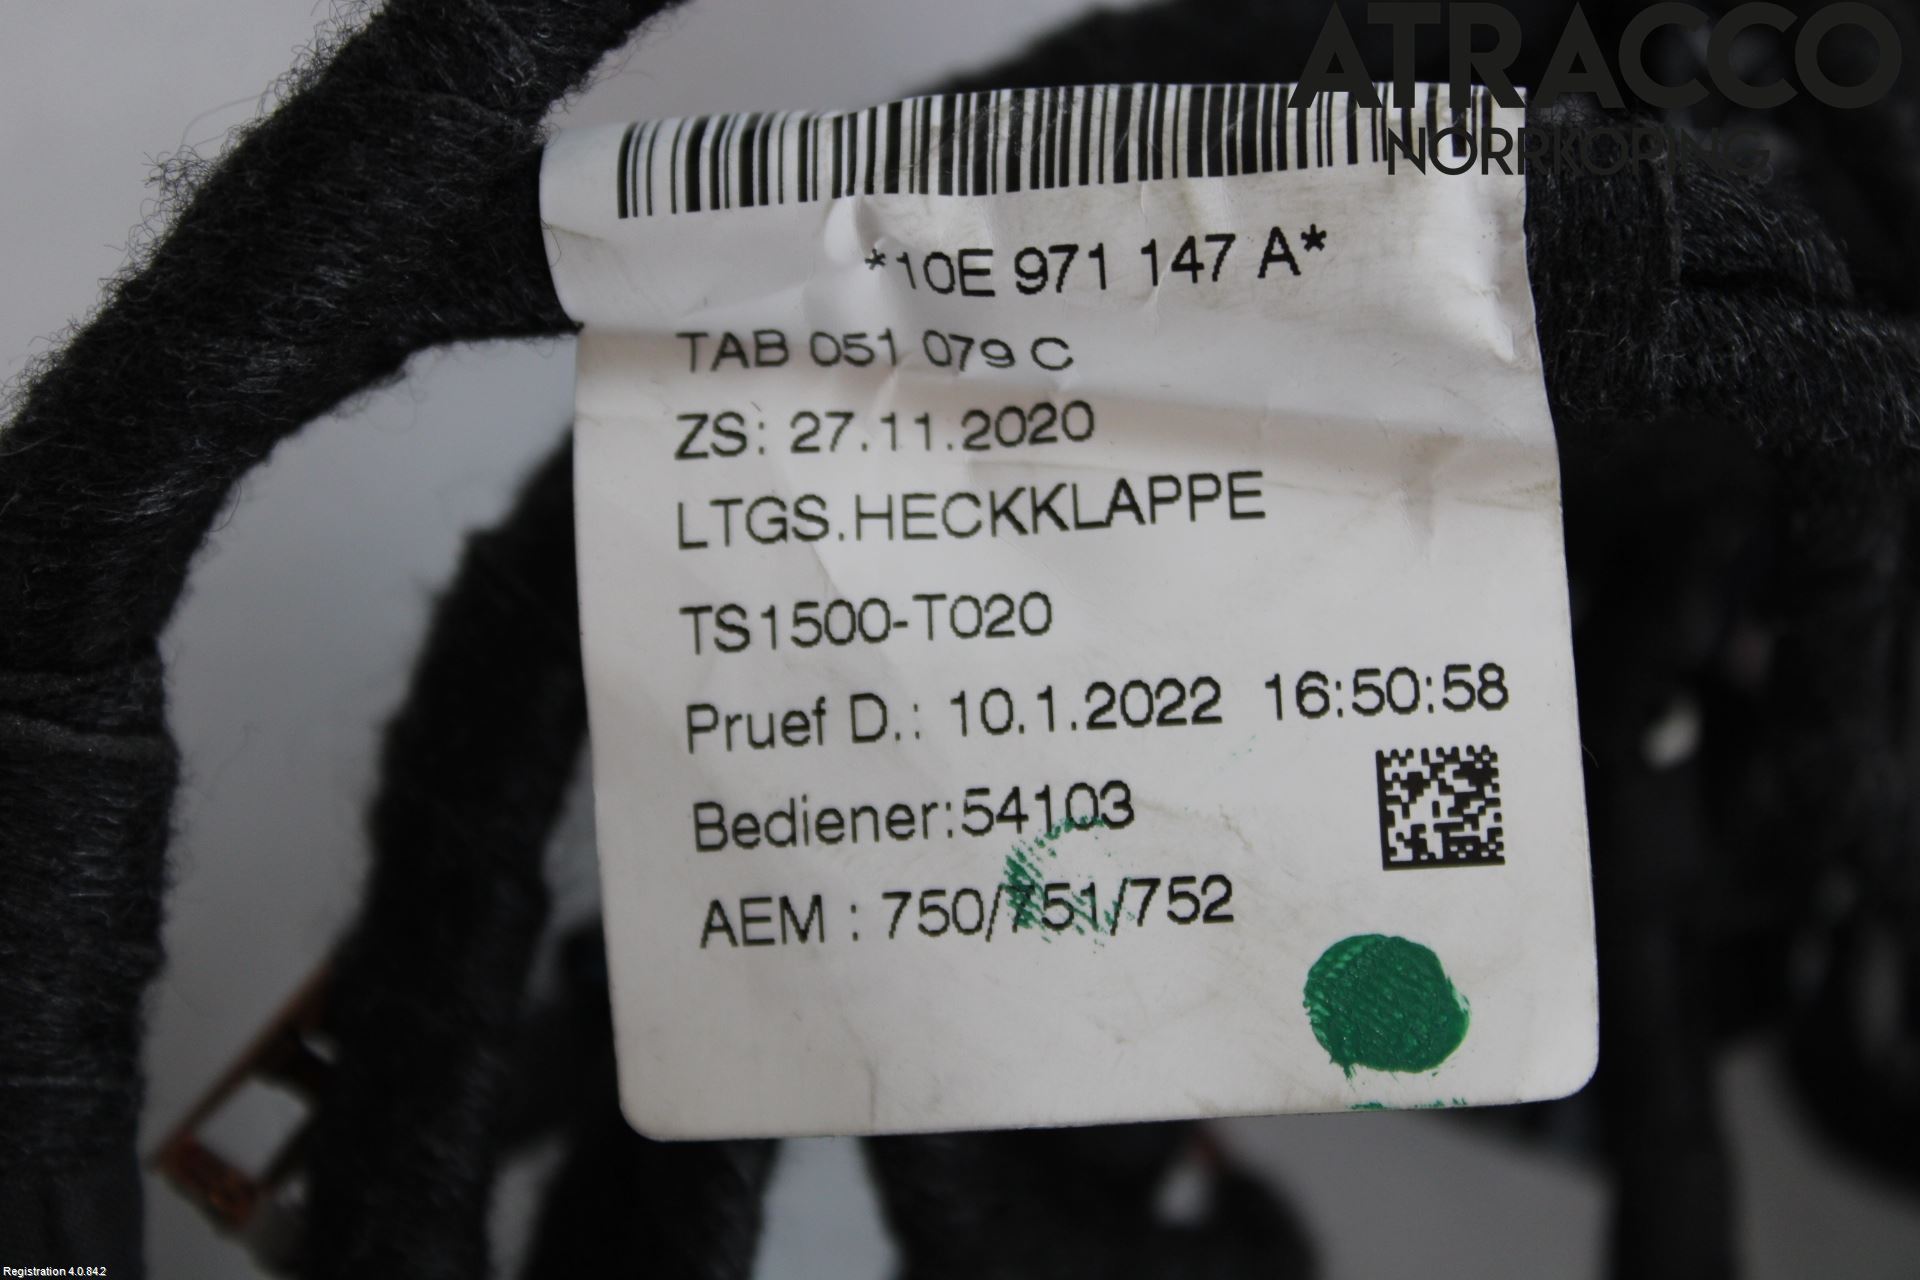 ATRACCO
NORRKÖPING
*10E 971 147 A*
TAB 051 079 C
ZS: 27.11.2020
LTGS.HECKKLAPPE
TS1500-T020
Pruef D.: 10.1.2022 16:50:58
Bediener:54103
AEM : 750/751/752
Registration 4.0.84.2